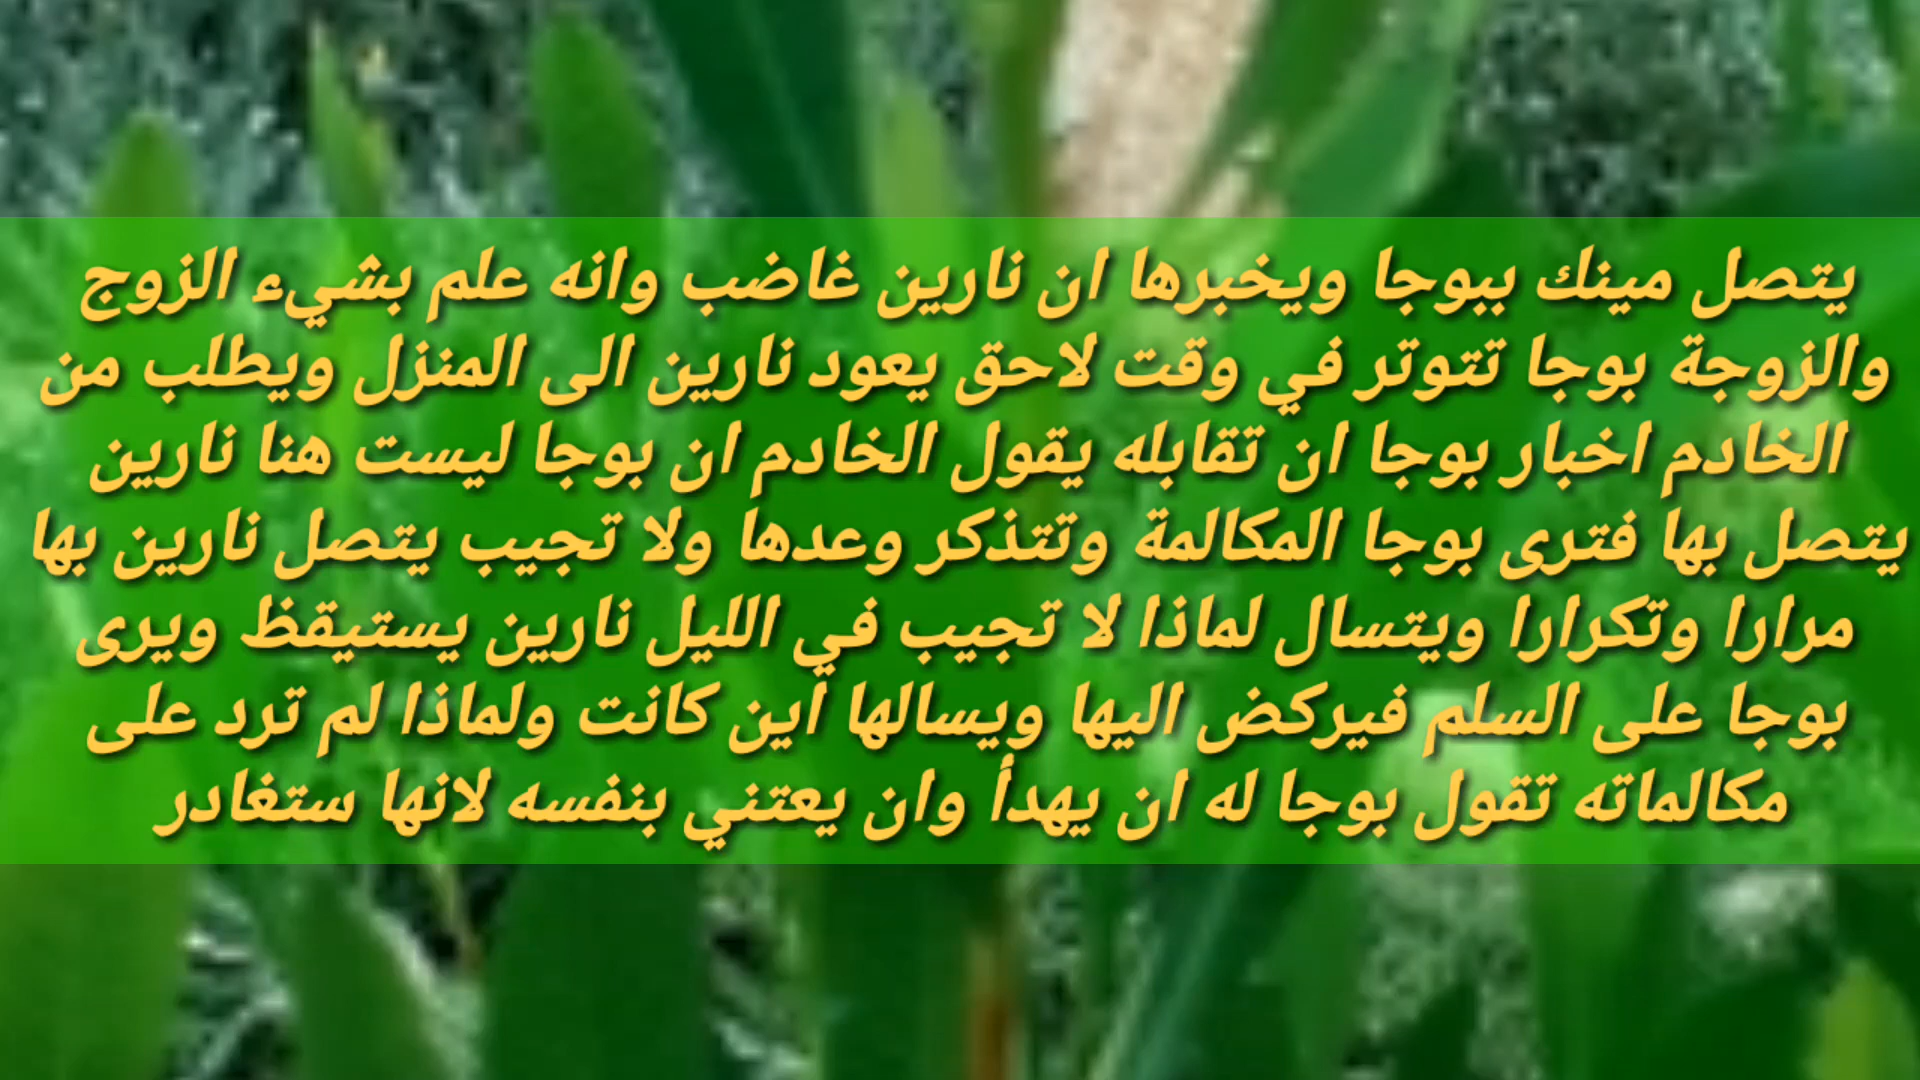 يتصل مينك ببوجا ويخبرها ان نارين غاضب وانه علم بشيء الزوج
والزوجة بوجا تتوتر في وقت لاحق يعود نارين الى المنزل ويطلب من
الخادم اخبار بوجا ان تقابله يقول الخادم ان بوجا ليست هنا نارين
يتصل بها فترى بوجا المكالمة وتتذكر وعدها ولا تجيب يتصل نارين بها
مرارا وتكرارا ويتسال لماذا لا تجيب في الليل نارين يستيقظ ويرى
بوجا على السلم فيركض اليها ويسالها أين كانت ولماذا لم ترد على
مكالماته تقول بوجا له ان يهدأ وان يعتني بنفسه لانها ستغادر